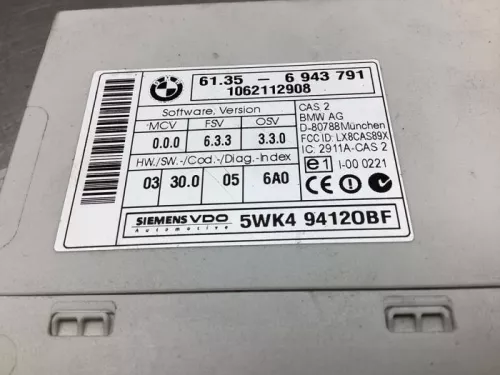 BMW
61.35 - 6 943 791
1062112908
Software, Version
MCV FSV OSV
0.0.0 6.3.3 3.3.0
HW./SW.-/Cod.-/Diag.-Index
03 30.0 05 6A0
CAS 2
BMW AG
D-80788München
FCC ID: LX8CAS89X
IC: 2911A-CAS 2
e1 I-00 0221
SIEMENS VDO
Automotive
5WK4 94120BF